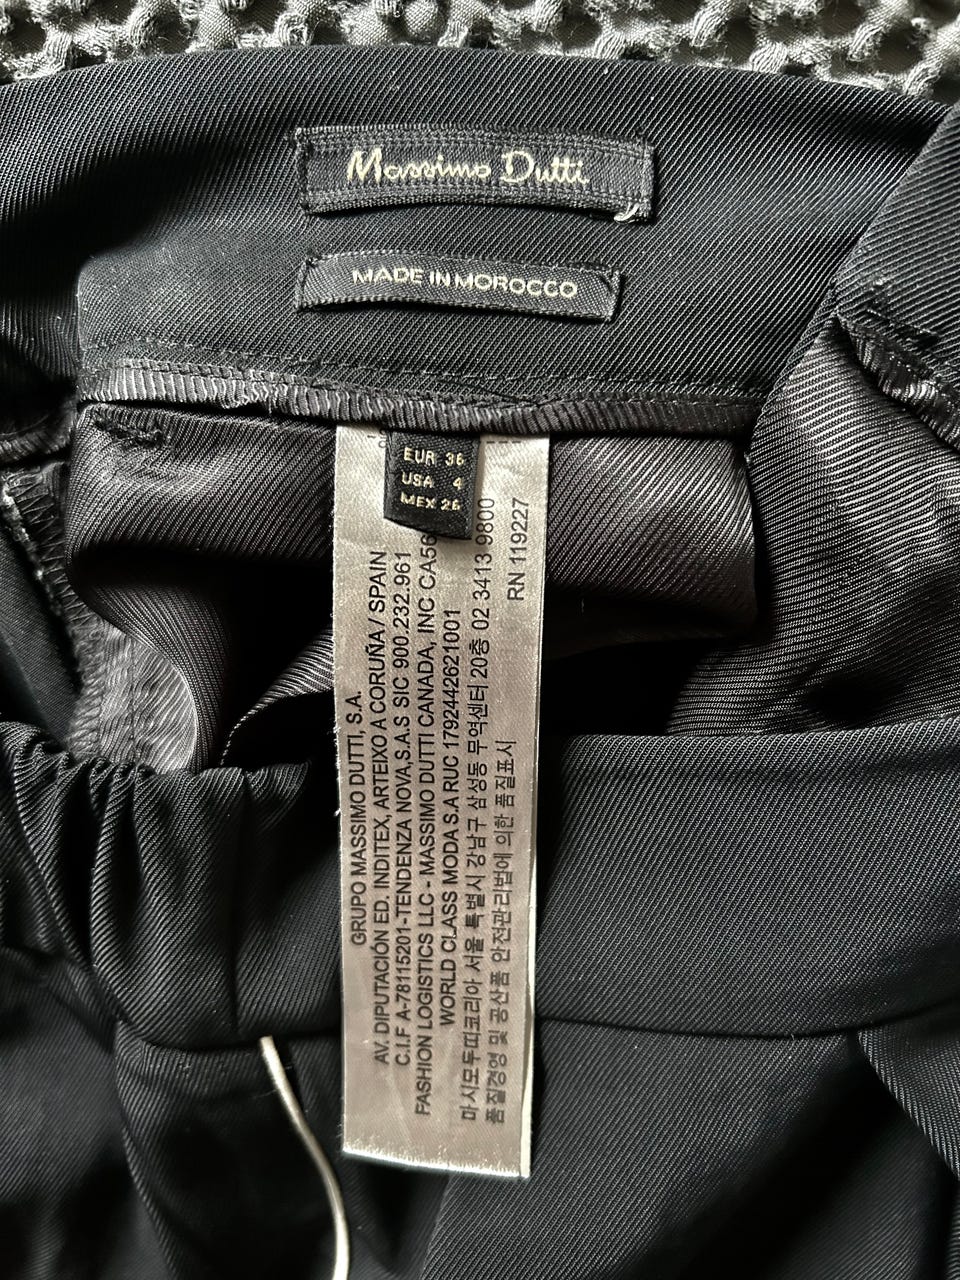 Massimo Dutti
MADE IN MOROCCO
EUR 36
USA 4
MEX 26
GRUPO MASSIMO DUTTI, S.A.
AV. DIPUTACIÓN ED. INDITEX, ARTEIXO A CORUÑA / SPAIN
C.I.F A-78115201-TENDENZA NOVA,S.A.S SIC 900.232.961
FASHION LOGISTICS LLC - MASSIMO DUTTI CANADA, INC CA56
WORLD CLASS MODA S.A RUC 1792442621001
마시모두띠코리아 서울 특별시 강남구 삼성동 무역센터 20층 02 3413 9800
품질경영 및 공산품 안전관리법에 의한 품질표시
RN 119227